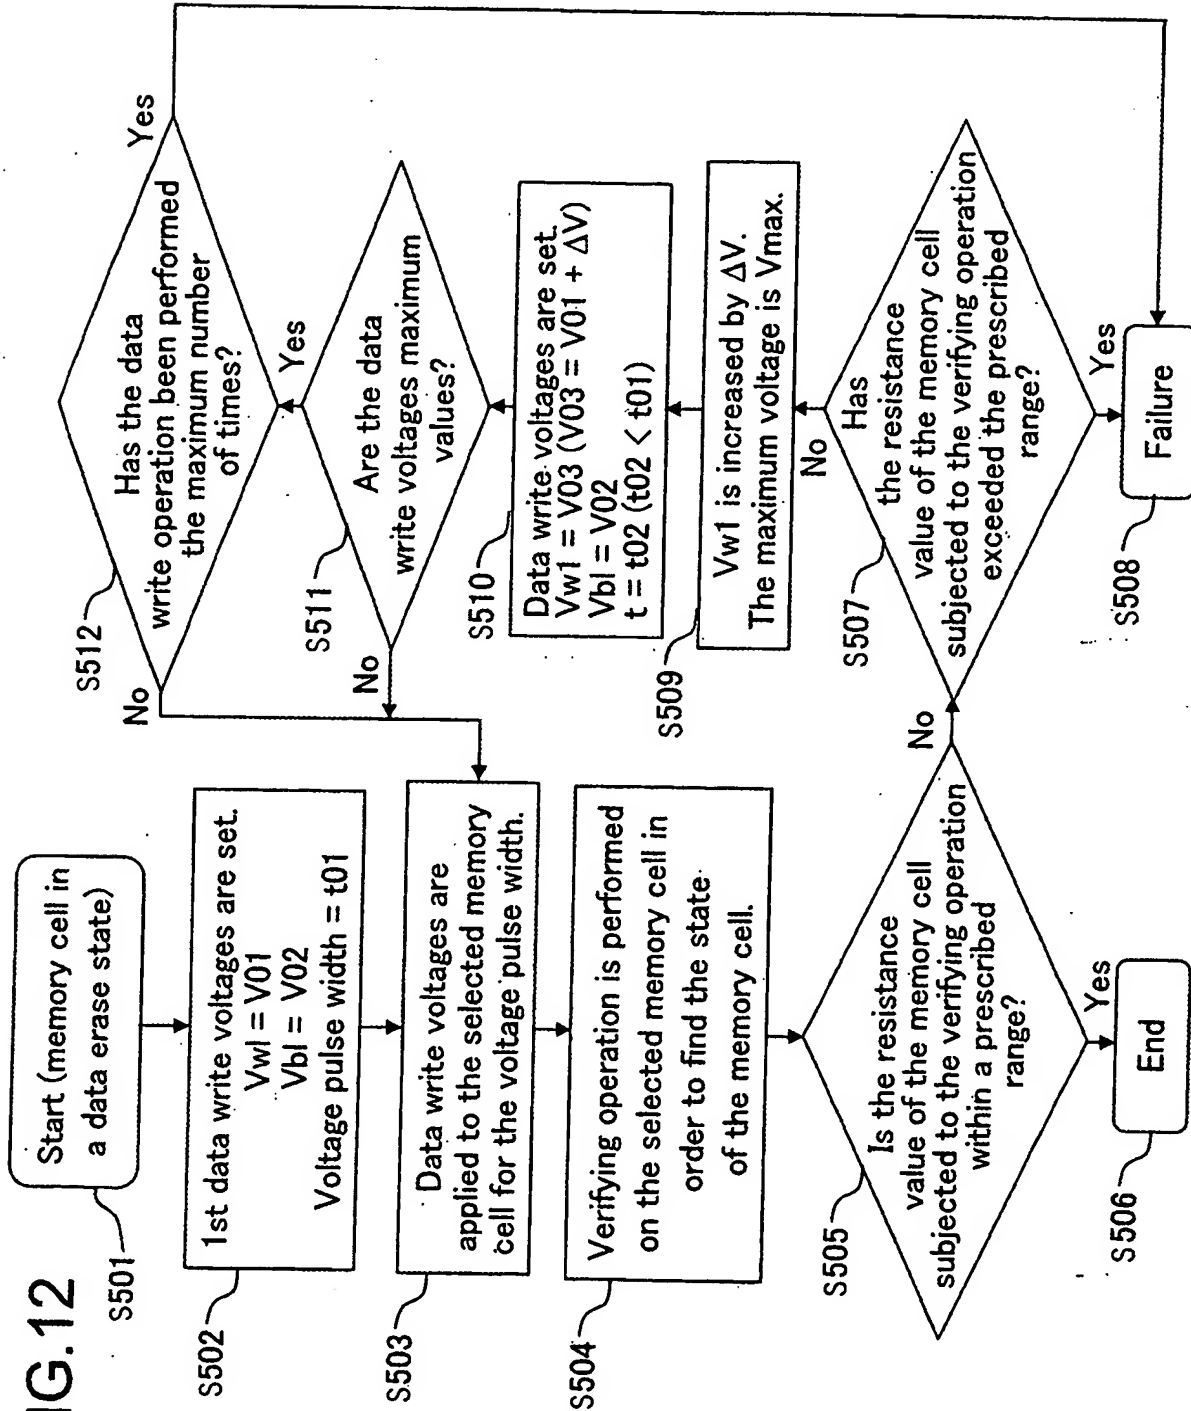 IG.12
Start (memory cell in
a data erase state)
S501
1st data write voltages are set.
Vwl = V01
Vbl = V02
Voltage pulse width = t01
S502
Data write voltages are
applied to the selected memory
cell for the voltage pulse width.
S503
Verifying operation is performed
on the selected memory cell in
order to find the state
of the memory cell.
S504
Is the resistance
value of the memory cell
subjected to the verifying operation
within a prescribed
range?
S505
Yes
No
End
S506
Has
the resistance
value of the memory cell
subjected to the verifying operation
exceeded the prescribed
range?
S507
No
Yes
Failure
S508
Vw1 is increased by ΔV.
The maximum voltage is Vmax.
S509
Data write voltages are set.
Vw1 = V03 (V03 = V01 + ΔV)
Vbl = V02
t = t02 (t02 < t01)
S510
Are the data
write voltages maximum
values?
S511
No
Yes
Has the data
write operation been performed
the maximum number
of times?
S512
No
Yes